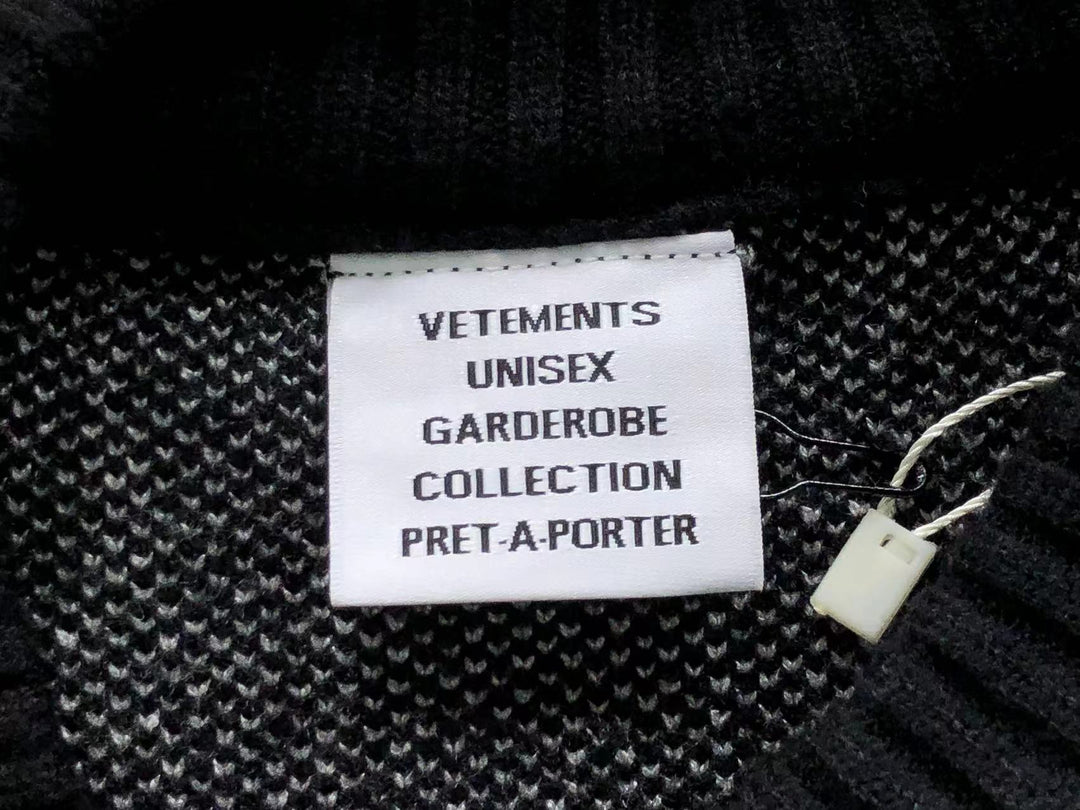 VETEMENTS
UNISEX
GARDEROBE
COLLECTION
PRET-A-PORTER